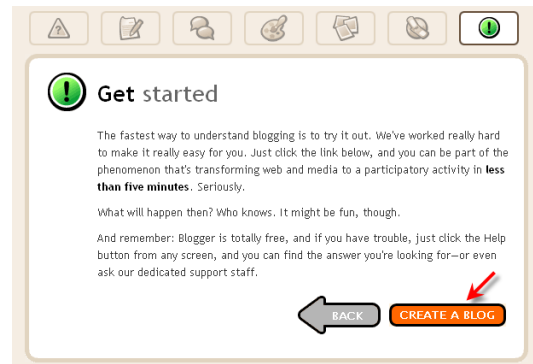 Get started
The fastest way to understand blogging is to try it out. We've worked really hard
to make it really easy for you. Just click the link below, and you can be part of the
phenomenon that's transforming web and media to a participatory activity in less
than five minutes. Seriously.
What will happen then? Who knows. It might be fun, though.
And remember: Blogger is totally free, and if you have trouble, just click the Help
button from any screen, and you can find the answer you're looking for—or even
ask our dedicated support staff.
BACK CREATE A BLOG